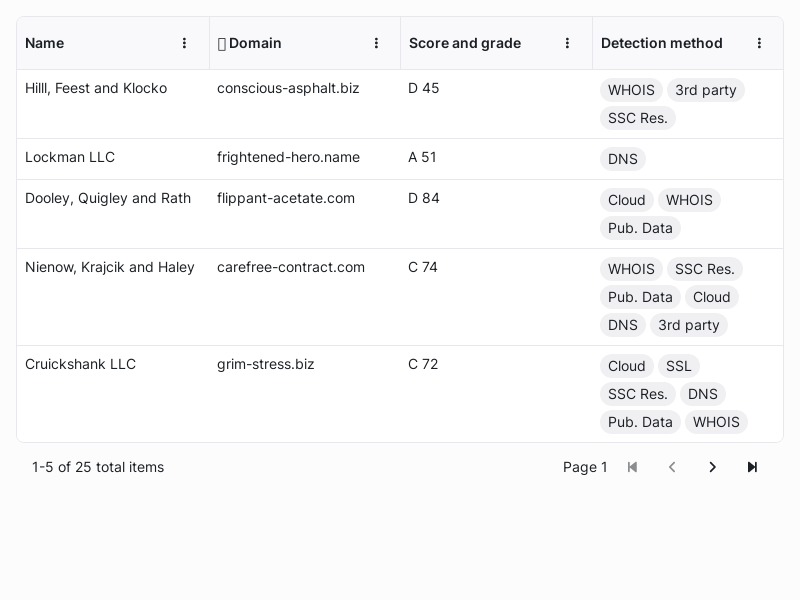 Name Domain Score and grade Detection method
Hilll, Feest and Klocko conscious-asphalt.biz D 45 WHOIS 3rd party
SSC Res.
Lockman LLC frightened-hero.name A 51 DNS
Dooley, Quigley and Rath flippant-acetate.com D 84 Cloud WHOIS
Pub. Data
Nienow, Krajcik and Haley carefree-contract.com C 74 WHOIS SSC Res.
Pub. Data Cloud
DNS 3rd party
Cruickshank LLC grim-stress.biz C 72 Cloud SSL
SSC Res. DNS
Pub. Data WHOIS
1-5 of 25 total items Page 1